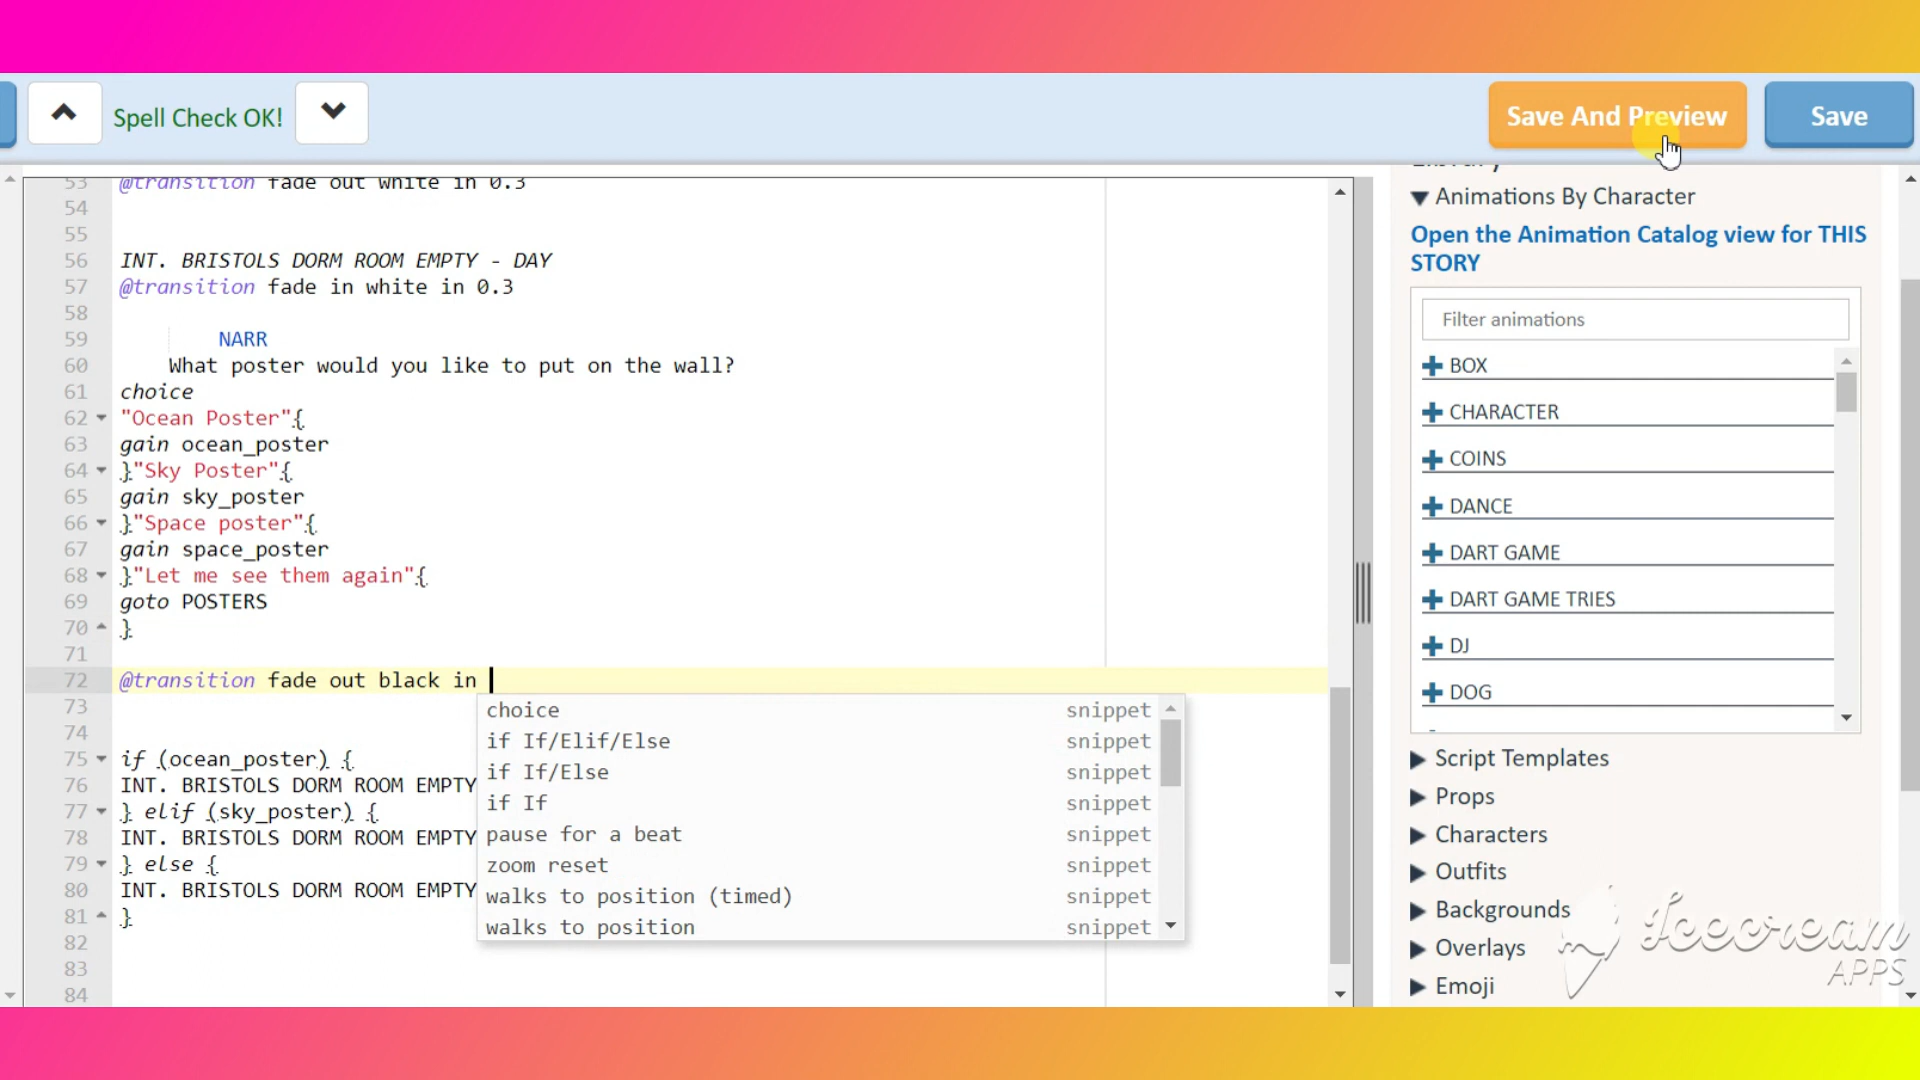 Spell Check OK!
Save And Preview
Save
53 @transition fade out white in 0.3
54
55
56 INT. BRISTOLS DORM ROOM EMPTY - DAY
57 @transition fade in white in 0.3
58
59 NARR
60 What poster would you like to put on the wall?
61 choice
62 "Ocean Poster"{
63 gain ocean_poster
64 }"Sky Poster"{
65 gain sky_poster
66 }"Space poster"{
67 gain space_poster
68 }"Let me see them again"{
69 goto POSTERS
70 }
71
72 @transition fade out black in
73
74
75 if (ocean_poster) {
76 INT. BRISTOLS DORM ROOM EMPTY
77 } elif (sky_poster) {
78 INT. BRISTOLS DORM ROOM EMPTY
79 } else {
80 INT. BRISTOLS DORM ROOM EMPTY
81 }
82
83
84
choice snippet
if If/Elif/Else snippet
if If/Else snippet
if If snippet
pause for a beat snippet
zoom reset snippet
walks to position (timed) snippet
walks to position snippet
Animations By Character
Open the Animation Catalog view for THIS
STORY
Filter animations
BOX
CHARACTER
COINS
DANCE
DART GAME
DART GAME TRIES
DJ
DOG
Script Templates
Props
Characters
Outfits
Backgrounds
Overlays
Emoji
Icecream
APPS